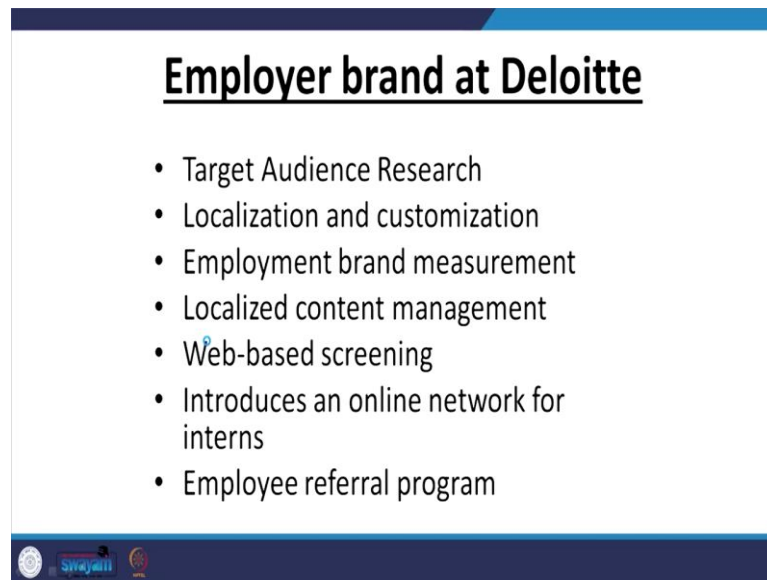 Employer brand at Deloitte
• Target Audience Research
• Localization and customization
• Employment brand measurement
• Localized content management
• Web-based screening
• Introduces an online network for
interns
• Employee referral program
swayam